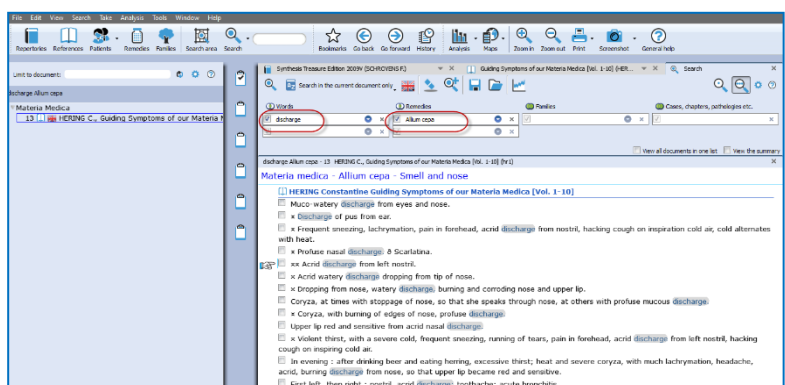 File Edit View Search Take Analysis Tools Window Help
Repertories References Patients Remedies Families Search area Search Bookmarks Go back Go forward History Analysis Maps Zoom in Zoom out Print Screenshot General help
Synthesis Treasure Edition 2009V (SCHROYENS F.) Guiding Symptoms of our Materia Medica [Vol. 1-10] (HER... Search
Limit to document:
Search in the current document only
discharge Allium cepa
Words Remedies Families Cases, chapters, pathologies etc.
Materia Medica
discharge Allium cepa
13 HERING C., Guiding Symptoms of our Materia M
View all documents in one list View the summary
discharge Allium cepa - 13 HERING C., Guiding Symptoms of our Materia Medica [Vol. 1-10] (hr1)
Materia medica - Allium cepa - Smell and nose
HERING Constantine Guiding Symptoms of our Materia Medica [Vol. 1-10]
Muco-watery discharge from eyes and nose.
× Discharge of pus from ear.
× Frequent sneezing, lachrymation, pain in forehead, acrid discharge from nostril, hacking cough on inspiration cold air, cold alternates
with heat.
× Profuse nasal discharge: θ Scarlatina.
×× Acrid discharge from left nostril.
× Acrid watery discharge dropping from tip of nose.
× Dropping from nose, watery discharge, burning and corroding nose and upper lip.
Coryza, at times with stoppage of nose, so that she speaks through nose, at others with profuse mucous discharge.
× Coryza, with burning of edges of nose, profuse discharge.
Upper lip red and sensitive from acrid nasal discharge.
× Violent thirst, with a severe cold, frequent sneezing, running of tears, pain in forehead, acrid discharge from left nostril, hacking
cough on inspiring cold air.
In evening : after drinking beer and eating herring, excessive thirst; heat and severe coryza, with much lachrymation, headache,
acrid, burning discharge from nose, so that upper lip became red and sensitive.
First left, then right : nostril, acrid discharge; toothache; acute bronchitis.